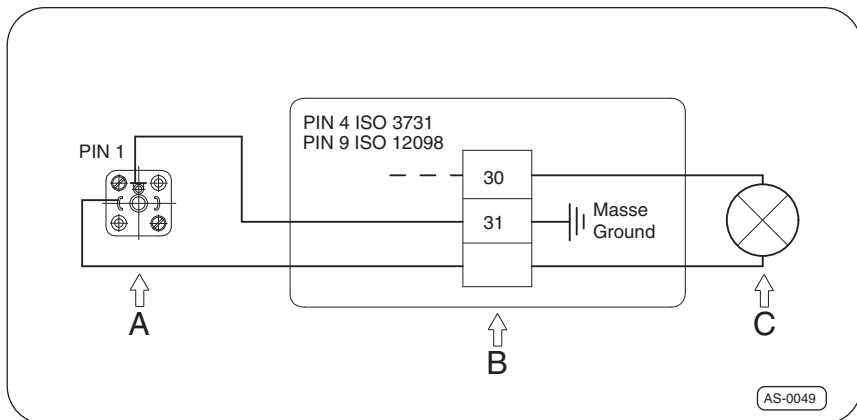 PIN 4 ISO 3731
PIN 9 ISO 12098
PIN 1
30
31
Masse
Ground
A
B
C
AS-0049